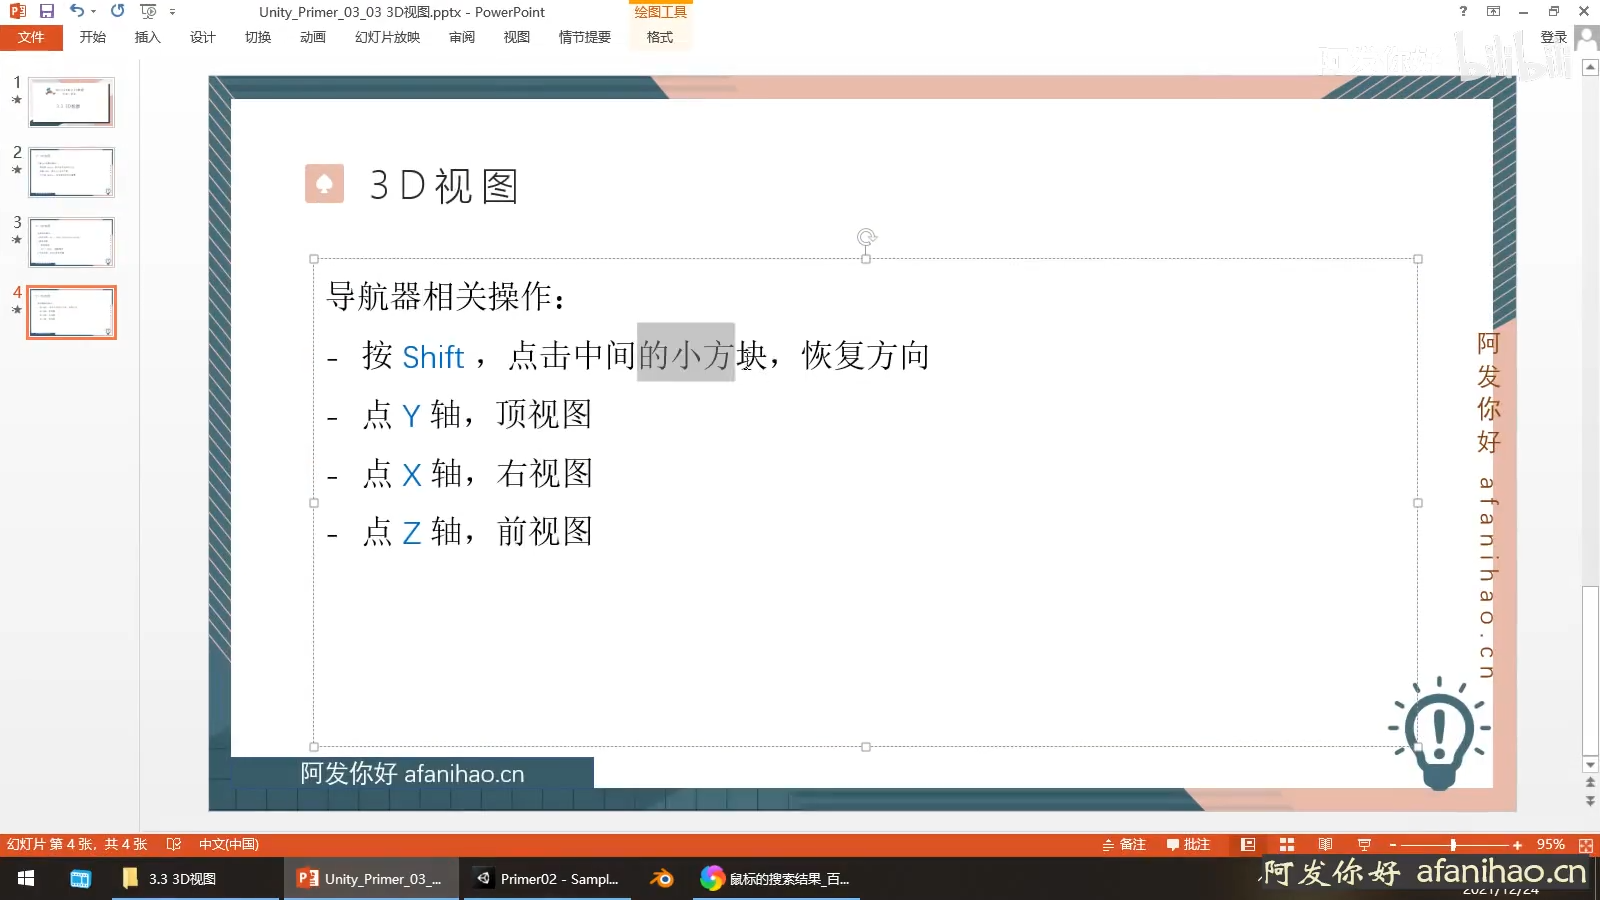 Unity_Primer_03_03 3D视图.pptx - PowerPoint
绘图工具
文件
开始
插入
设计
切换
动画
幻灯片放映
审阅
视图
情节提要
格式
登录
阿发你好 bilibili
1
2
3
4
3D视图
导航器相关操作：
- 按 Shift ，点击中间的小方块，恢复方向
- 点 Y 轴，顶视图
- 点 X 轴，右视图
- 点 Z 轴，前视图
阿发你好 afanihao.cn
阿发你好 afanihao.cn
幻灯片 第 4 张，共 4 张
中文(中国)
备注
批注
95%
3.3 3D视图
Unity_Primer_03_...
Primer02 - Sampl...
鼠标的搜索结果_百...
阿发你好 afanihao.cn
2021/12/24